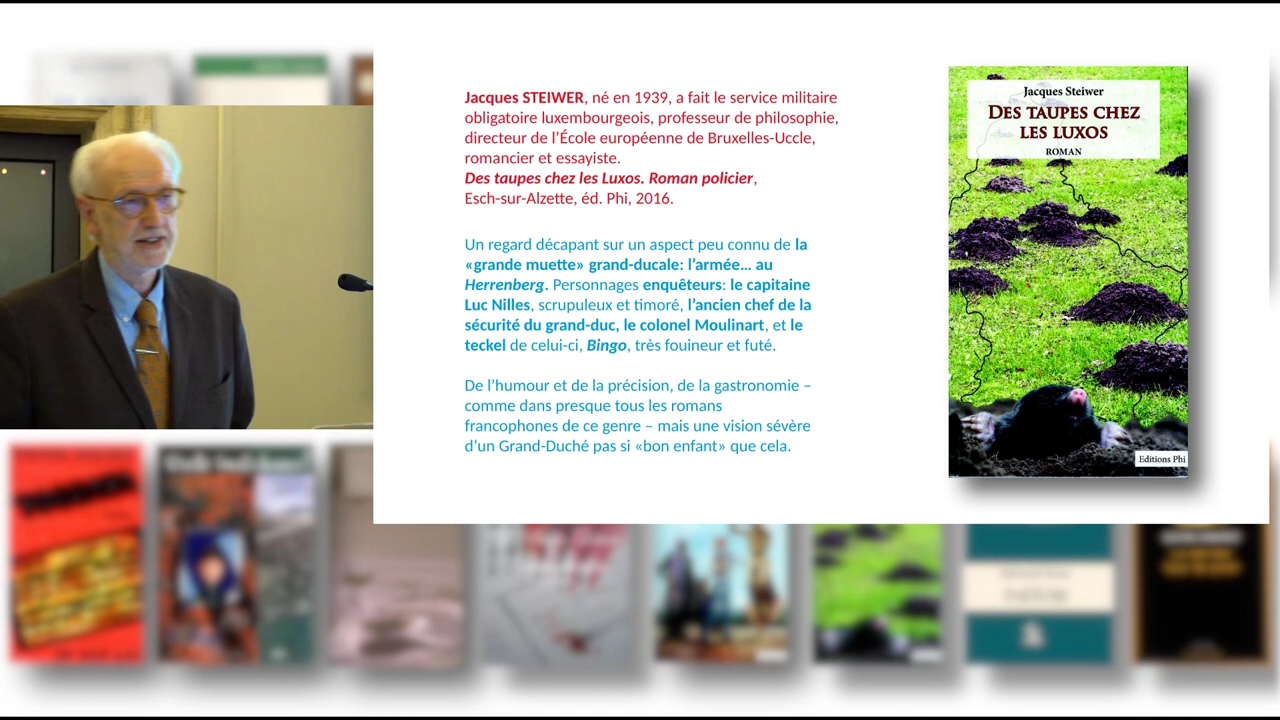 Jacques STEIWER, né en 1939, a fait le service militaire
obligatoire luxembourgeois, professeur de philosophie,
directeur de l'École européenne de Bruxelles-Uccle,
romancier et essayiste.
Des taupes chez les Luxos. Roman policier,
Esch-sur-Alzette, éd. Phi, 2016.
Un regard décapant sur un aspect peu connu de la
«grande muette» grand-ducale: l'armée... au
Herrenberg. Personnages enquêteurs: le capitaine
Luc Nilles, scrupuleux et timoré, l'ancien chef de la
sécurité du grand-duc, le colonel Moulinart, et le
teckel de celui-ci, Bingo, très fouineur et futé.
De l'humour et de la précision, de la gastronomie –
comme dans presque tous les romans
francophones de ce genre – mais une vision sévère
d'un Grand-Duché pas si «bon enfant» que cela.
Jacques Steiwer
DES TAUPES CHEZ
LES LUXOS
ROMAN
Editions Phi